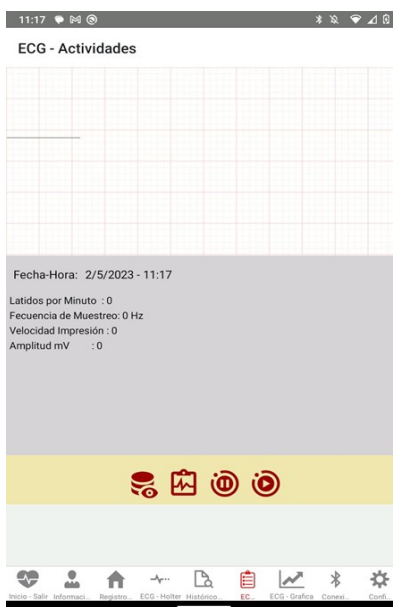 11:17
ECG - Actividades
Fecha-Hora: 2/5/2023 - 11:17
Latidos por Minuto : 0
Fecuencia de Muestreo: 0 Hz
Velocidad Impresión : 0
Amplitud mV : 0
Inicio - Salir Informaci... Registro... ECG - Holter Histórico... EC... ECG - Grafica Conexi... Confi...